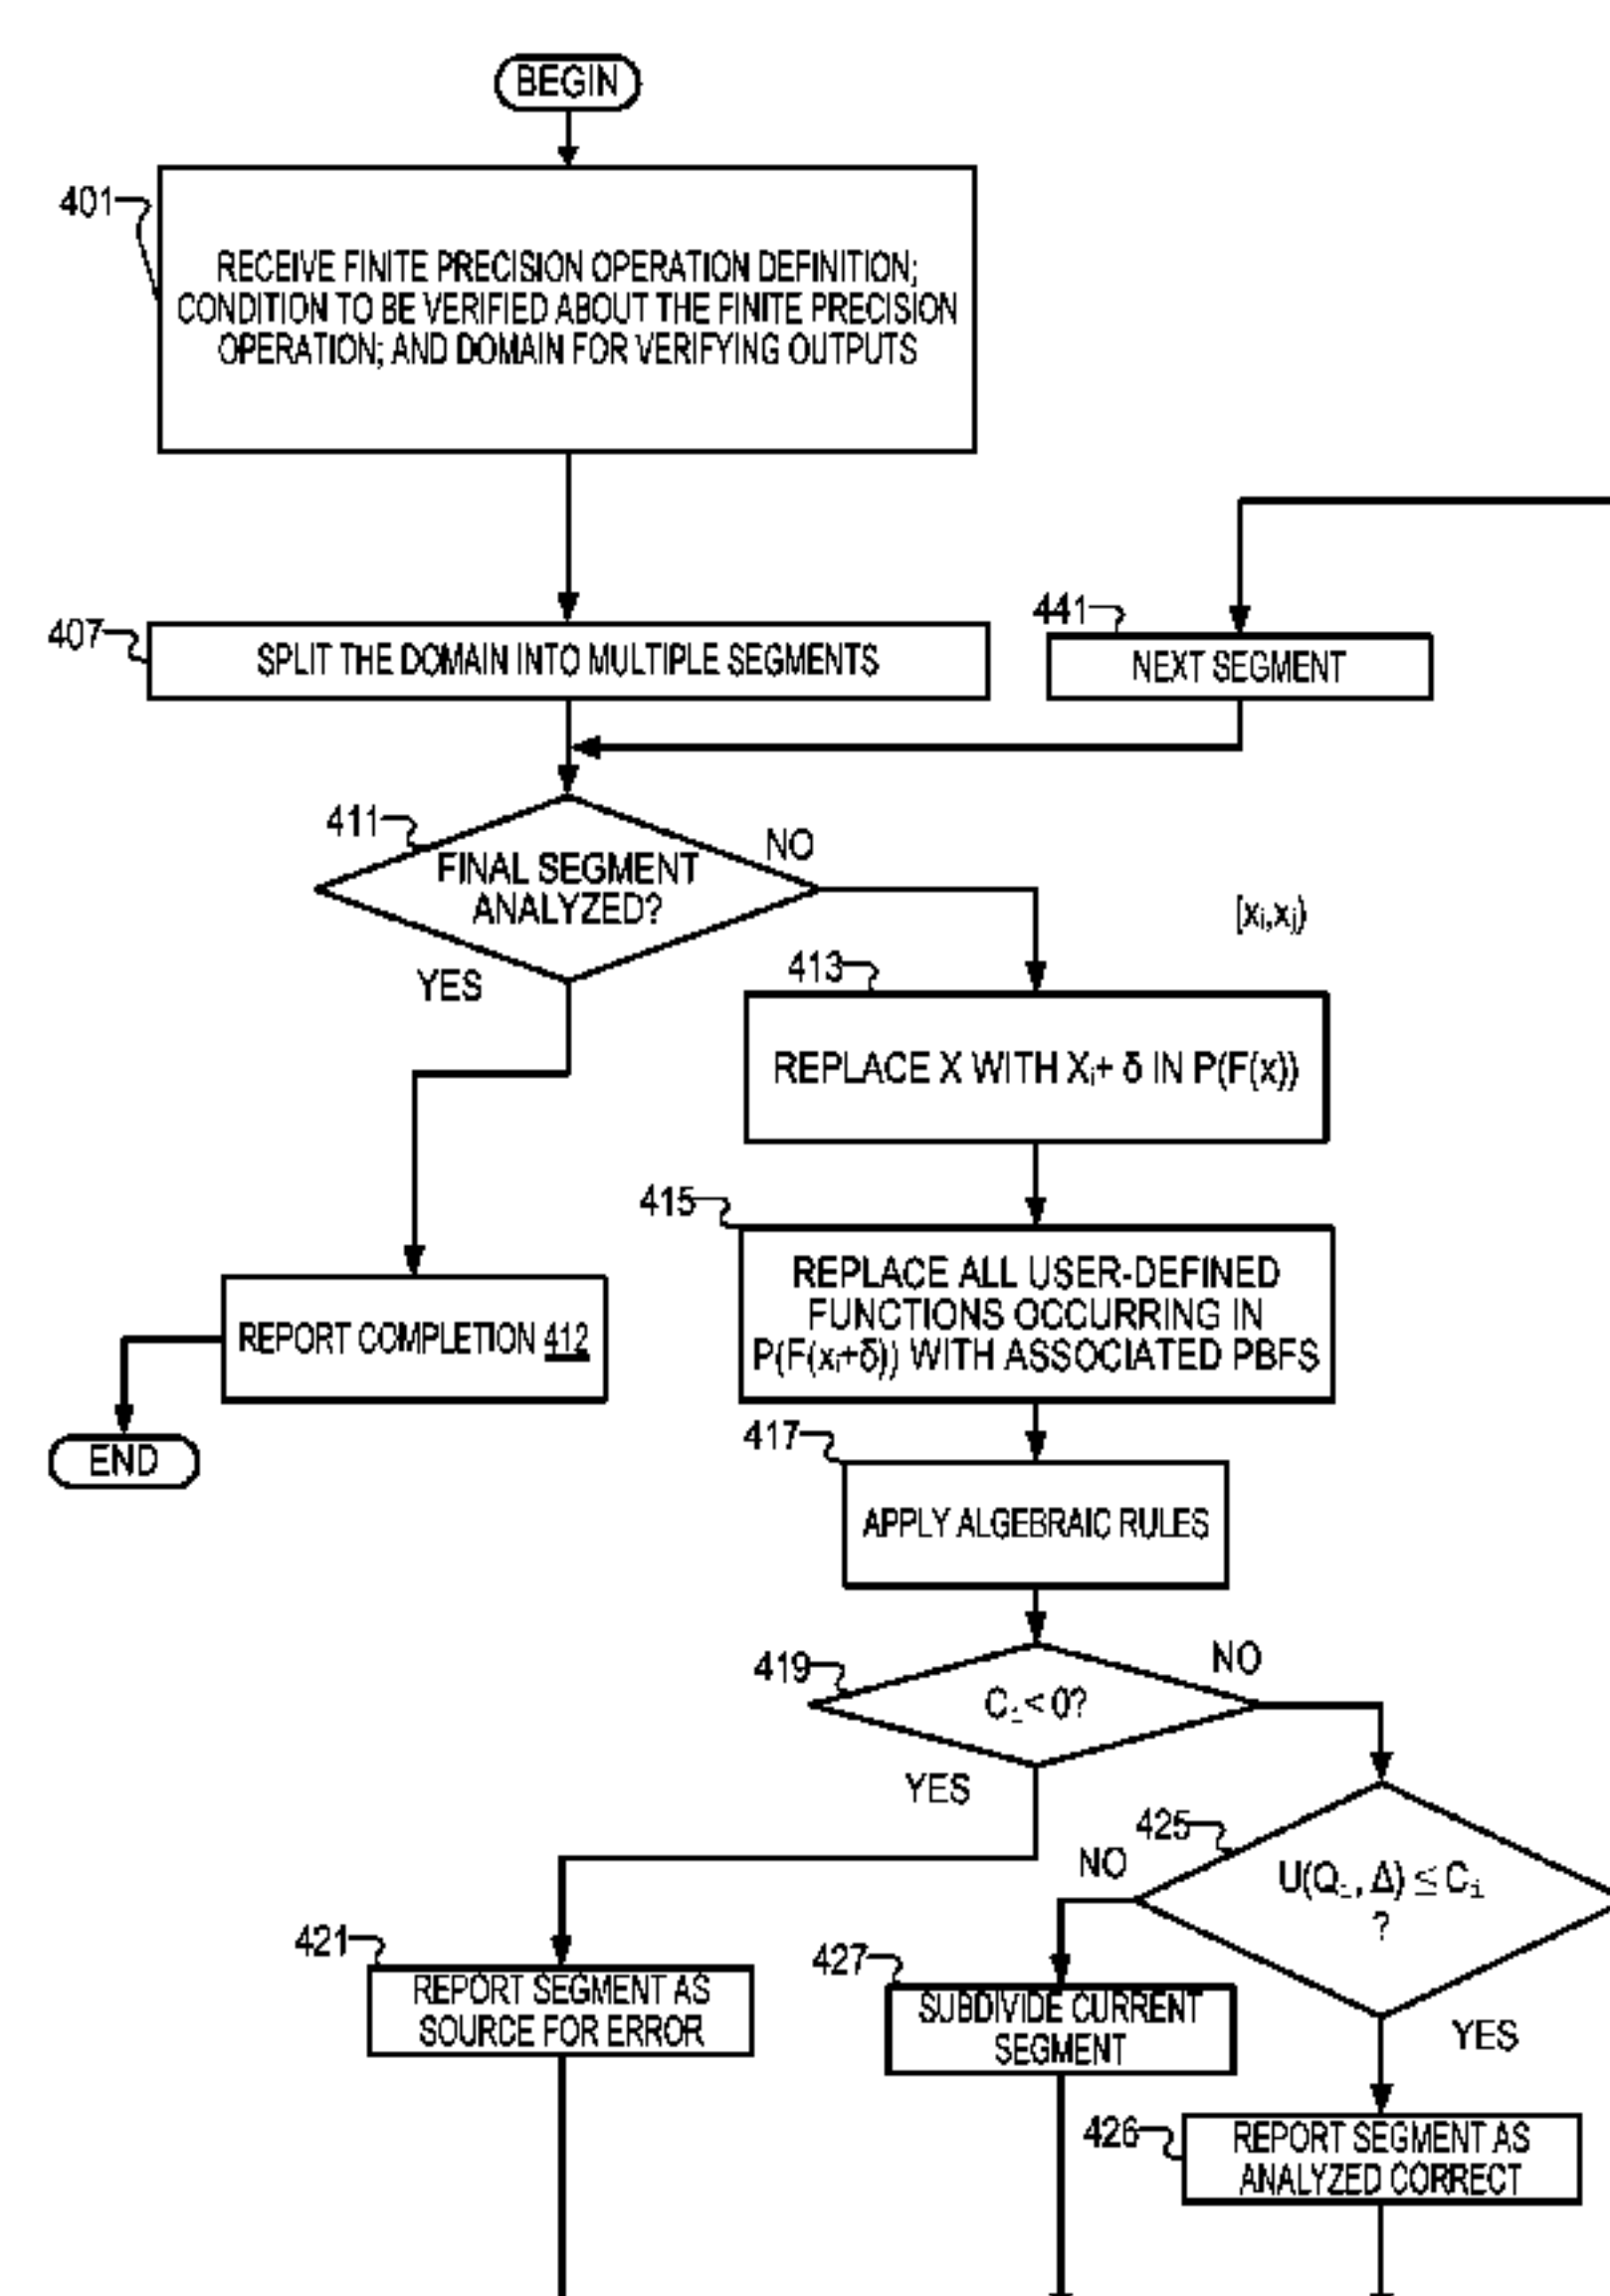 BEGIN
401
RECEIVE FINITE PRECISION OPERATION DEFINITION;
CONDITION TO BE VERIFIED ABOUT THE FINITE PRECISION
OPERATION; AND DOMAIN FOR VERIFYING OUTPUTS
407
SPLIT THE DOMAIN INTO MULTIPLE SEGMENTS
441
NEXT SEGMENT
411
FINAL SEGMENT
ANALYZED?
NO
YES
[xᵢ,xⱼ)
413
REPLACE X WITH Xᵢ+ δ IN P(F(x))
415
REPLACE ALL USER-DEFINED
FUNCTIONS OCCURRING IN
P(F(xᵢ+δ)) WITH ASSOCIATED PBFS
REPORT COMPLETION 412
END
417
APPLY ALGEBRAIC RULES
419
Cᵢ < 0?
NO
YES
425
U(Qᵢ, Δ) ≤ Cᵢ
?
NO
YES
421
REPORT SEGMENT AS
SOURCE FOR ERROR
427
SUBDIVIDE CURRENT
SEGMENT
426
REPORT SEGMENT AS
ANALYZED CORRECT